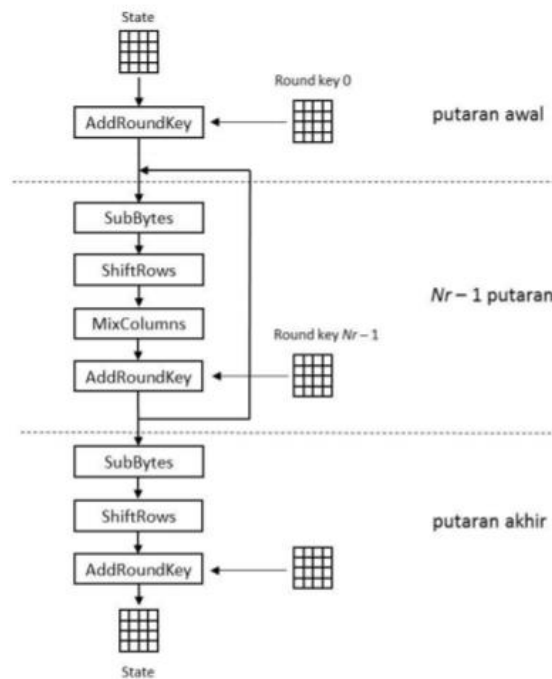 State
Round key 0
AddRoundKey
putaran awal
SubBytes
ShiftRows
Nr – 1 putaran
MixColumns
Round key Nr – 1
AddRoundKey
SubBytes
ShiftRows
putaran akhir
AddRoundKey
State